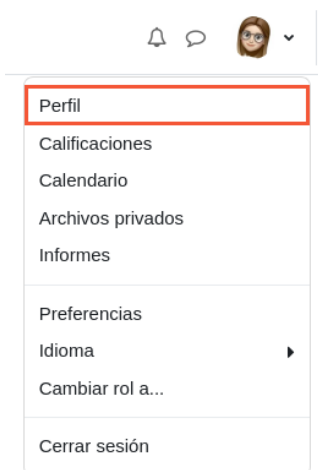 Perfil
Calificaciones
Calendario
Archivos privados
Informes
Preferencias
Idioma
Cambiar rol a...
Cerrar sesión